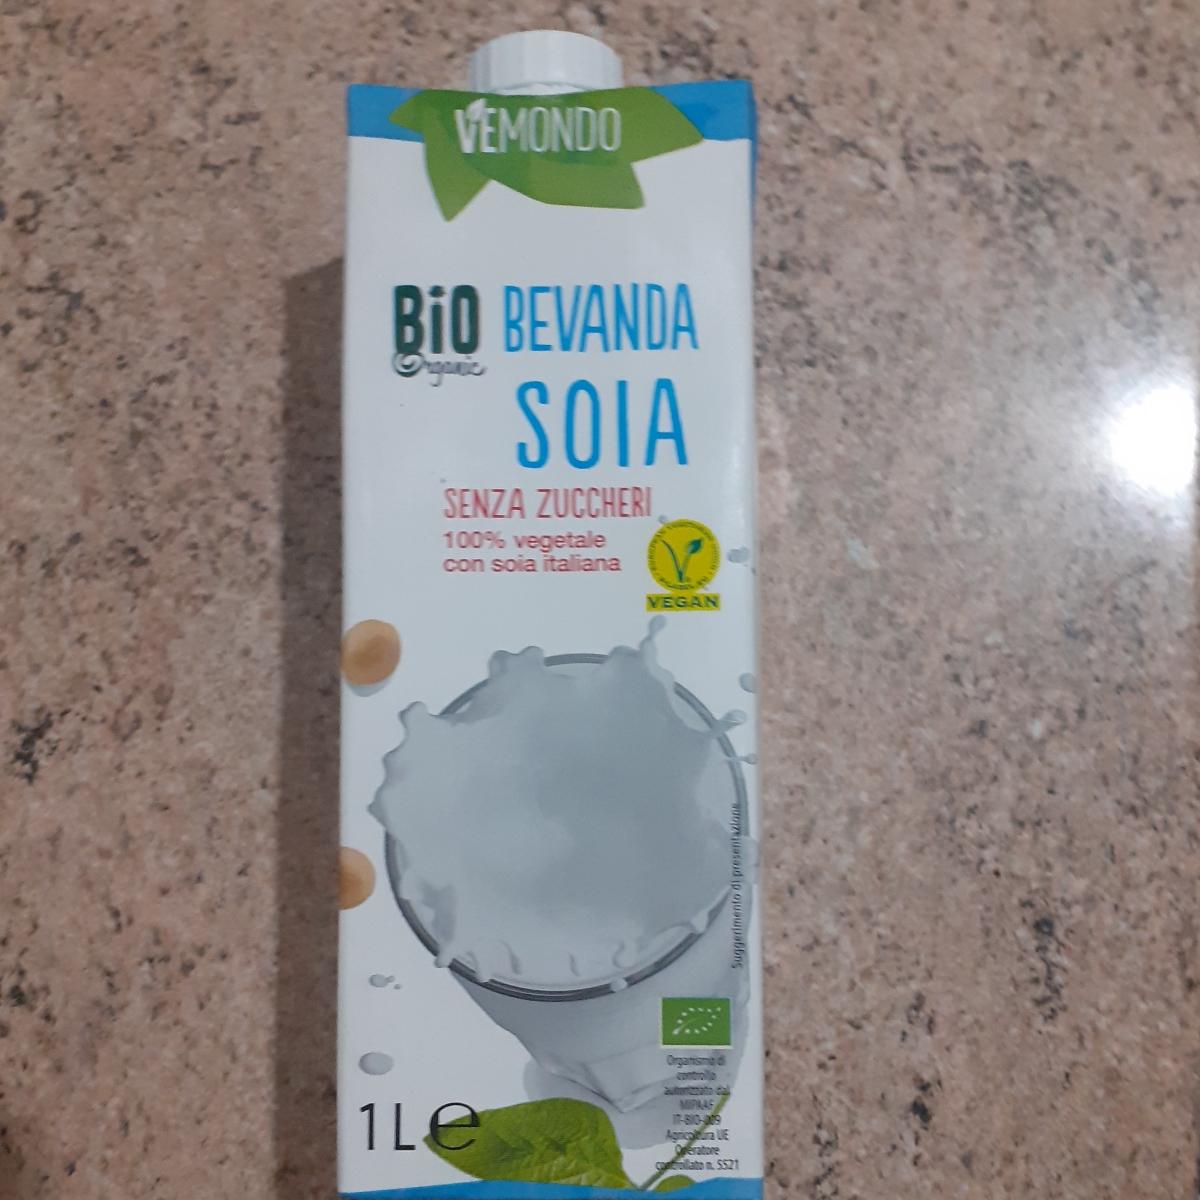 VEMONDO
BiO BEVANDA
Organic
SOIA
SENZA ZUCCHERI
100% vegetale
con soia italiana
VEGAN
Suggerimento di presentazione
Organismo di
controllo
autorizzato dal
MIPAAF
IT-BIO-009
Agricoltura UE
Operatore
controllato n. 5521
1L e